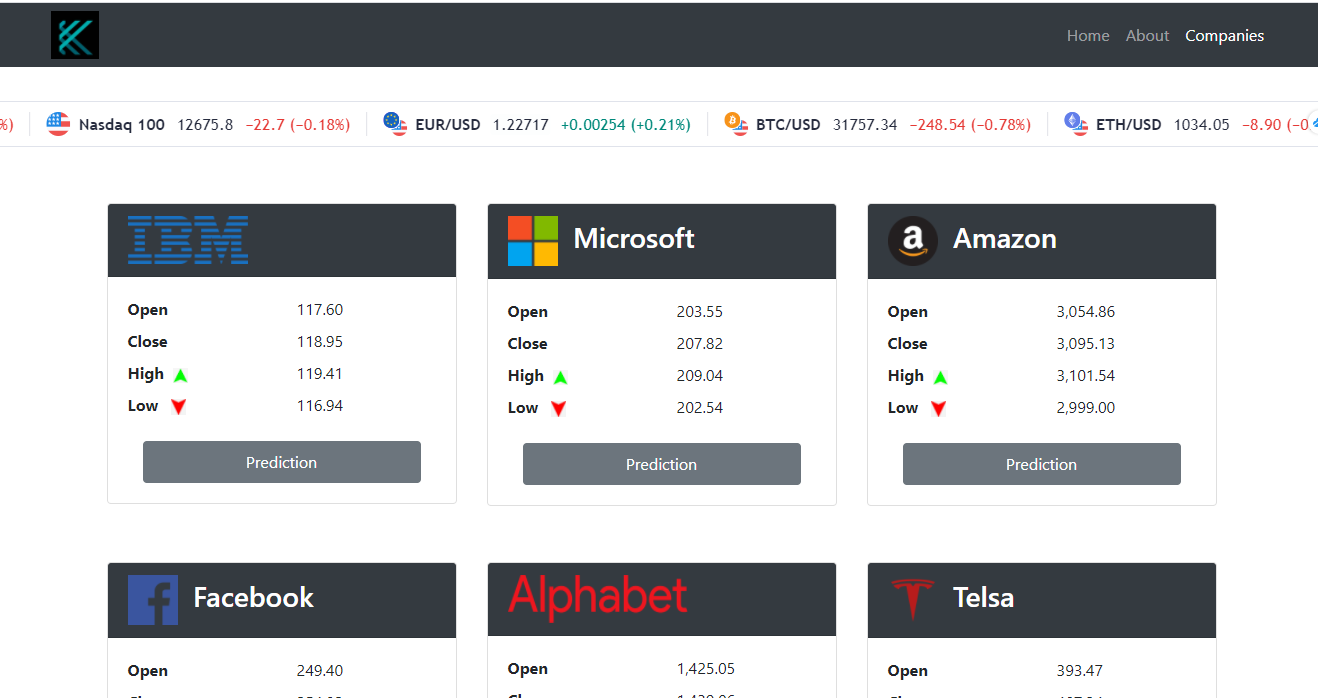 Home About Companies
%) Nasdaq 100 12675.8 −22.7 (−0.18%) EUR/USD 1.22717 +0.00254 (+0.21%) BTC/USD 31757.34 −248.54 (−0.78%) ETH/USD 1034.05 −8.90 (−0
IBM
Open 117.60
Close 118.95
High 119.41
Low 116.94
Prediction
Microsoft
Open 203.55
Close 207.82
High 209.04
Low 202.54
Prediction
a Amazon
Open 3,054.86
Close 3,095.13
High 3,101.54
Low 2,999.00
Prediction
f Facebook
Open 249.40
Alphabet
Open 1,425.05
Telsa
Open 393.47